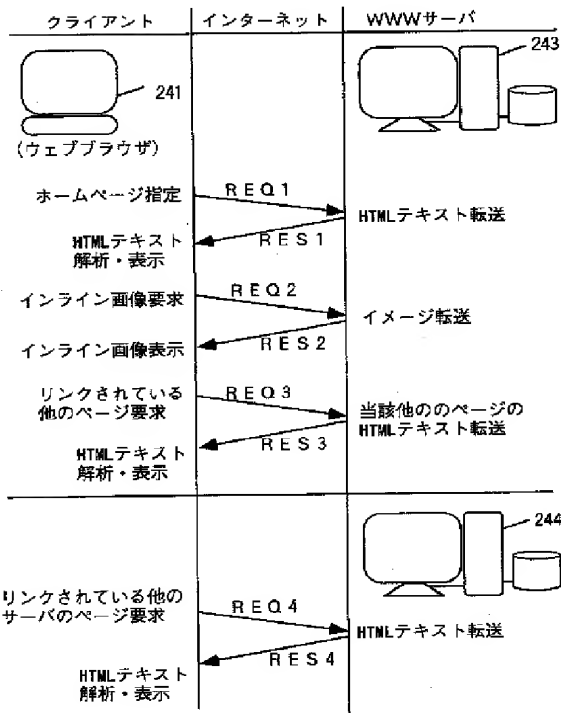 クライアント
インターネット
WWWサーバ
241
243
(ウェブブラウザ)
ホームページ指定
REQ1
HTMLテキスト転送
RES1
HTMLテキスト
解析・表示
インライン画像要求
REQ2
イメージ転送
RES2
インライン画像表示
リンクされている
他のページ要求
REQ3
当該他ののページの
HTMLテキスト転送
RES3
HTMLテキスト
解析・表示
244
リンクされている他の
サーバのページ要求
REQ4
HTMLテキスト転送
RES4
HTMLテキスト
解析・表示